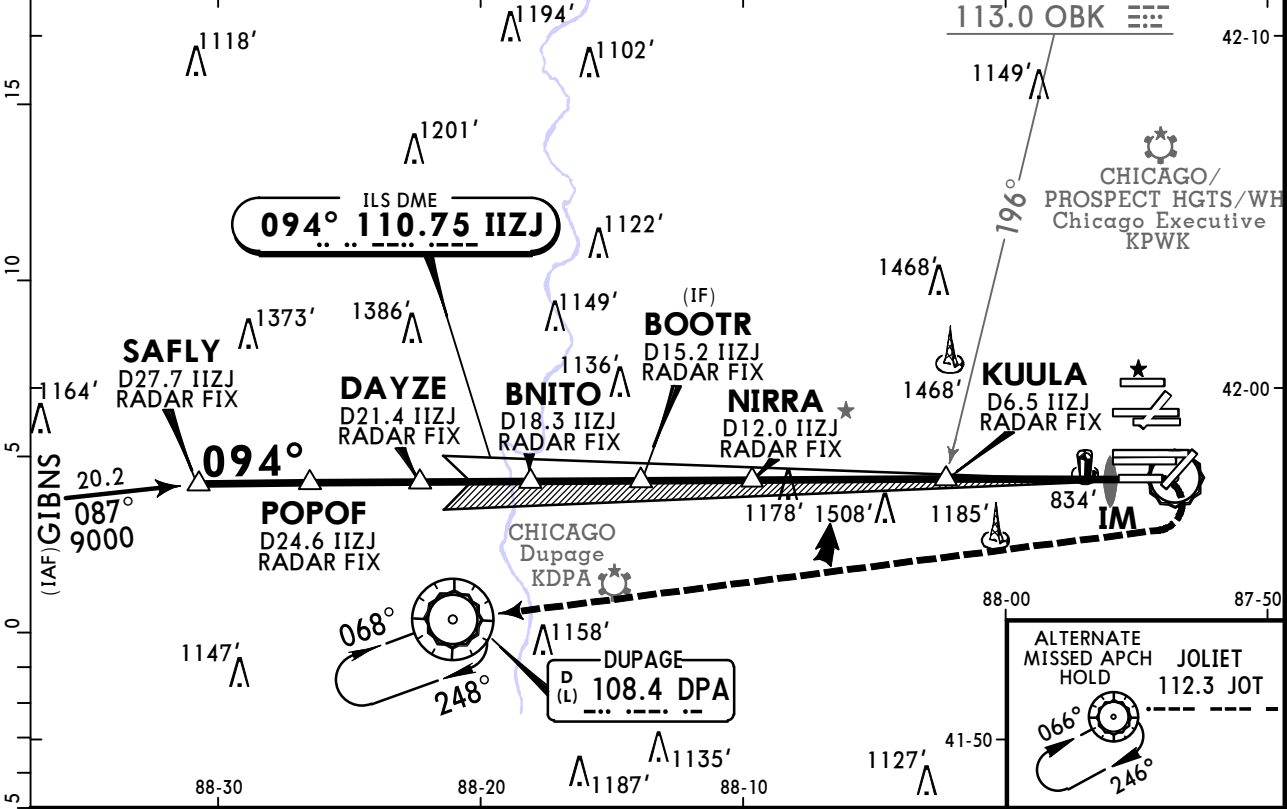 1194'
113.0 OBK
42-10
1118'
1102'
1149'
15
1201'
CHICAGO/
PROSPECT HGTS/WH
Chicago Executive
KPWK
196°
ILS DME
094° 110.75 IIZJ
1122'
10
1468'
1149'
1373'
1386'
(IF)
BOOTR
D15.2 IIZJ
RADAR FIX
SAFLY
D27.7 IIZJ
RADAR FIX
1136'
1468'
KUULA
D6.5 IIZJ
RADAR FIX
42-00
1164'
DAYZE
D21.4 IIZJ
RADAR FIX
BNITO
D18.3 IIZJ
RADAR FIX
NIRRA
D12.0 IIZJ
RADAR FIX
5
094°
(IAF) GIBNS
20.2
087°
9000
POPOF
D24.6 IIZJ
RADAR FIX
1178'
1508'
1185'
834'
IM
CHICAGO
Dupage
KDPA
88-00
87-50
0
068°
248°
1147'
1158'
DUPAGE
D
(L)
108.4 DPA
ALTERNATE
MISSED APCH
HOLD
JOLIET
112.3 JOT
066°
246°
41-50
1135'
1187'
1127'
5
88-30
88-20
88-10